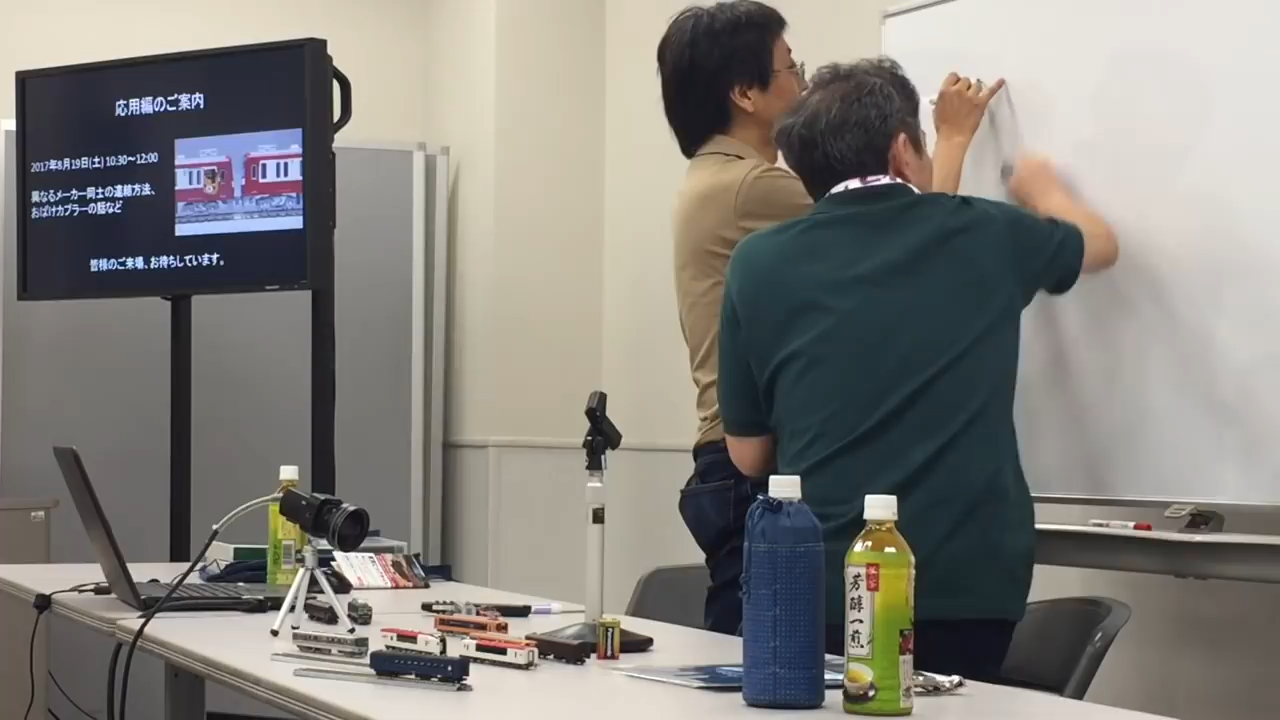 応用編のご案内
2017年8月19日(土) 10:30～12:00
異なるメーカー同士の連結方法、
おばけカプラーの話など
皆様のご来場、お待ちしています。
芳醇一煎